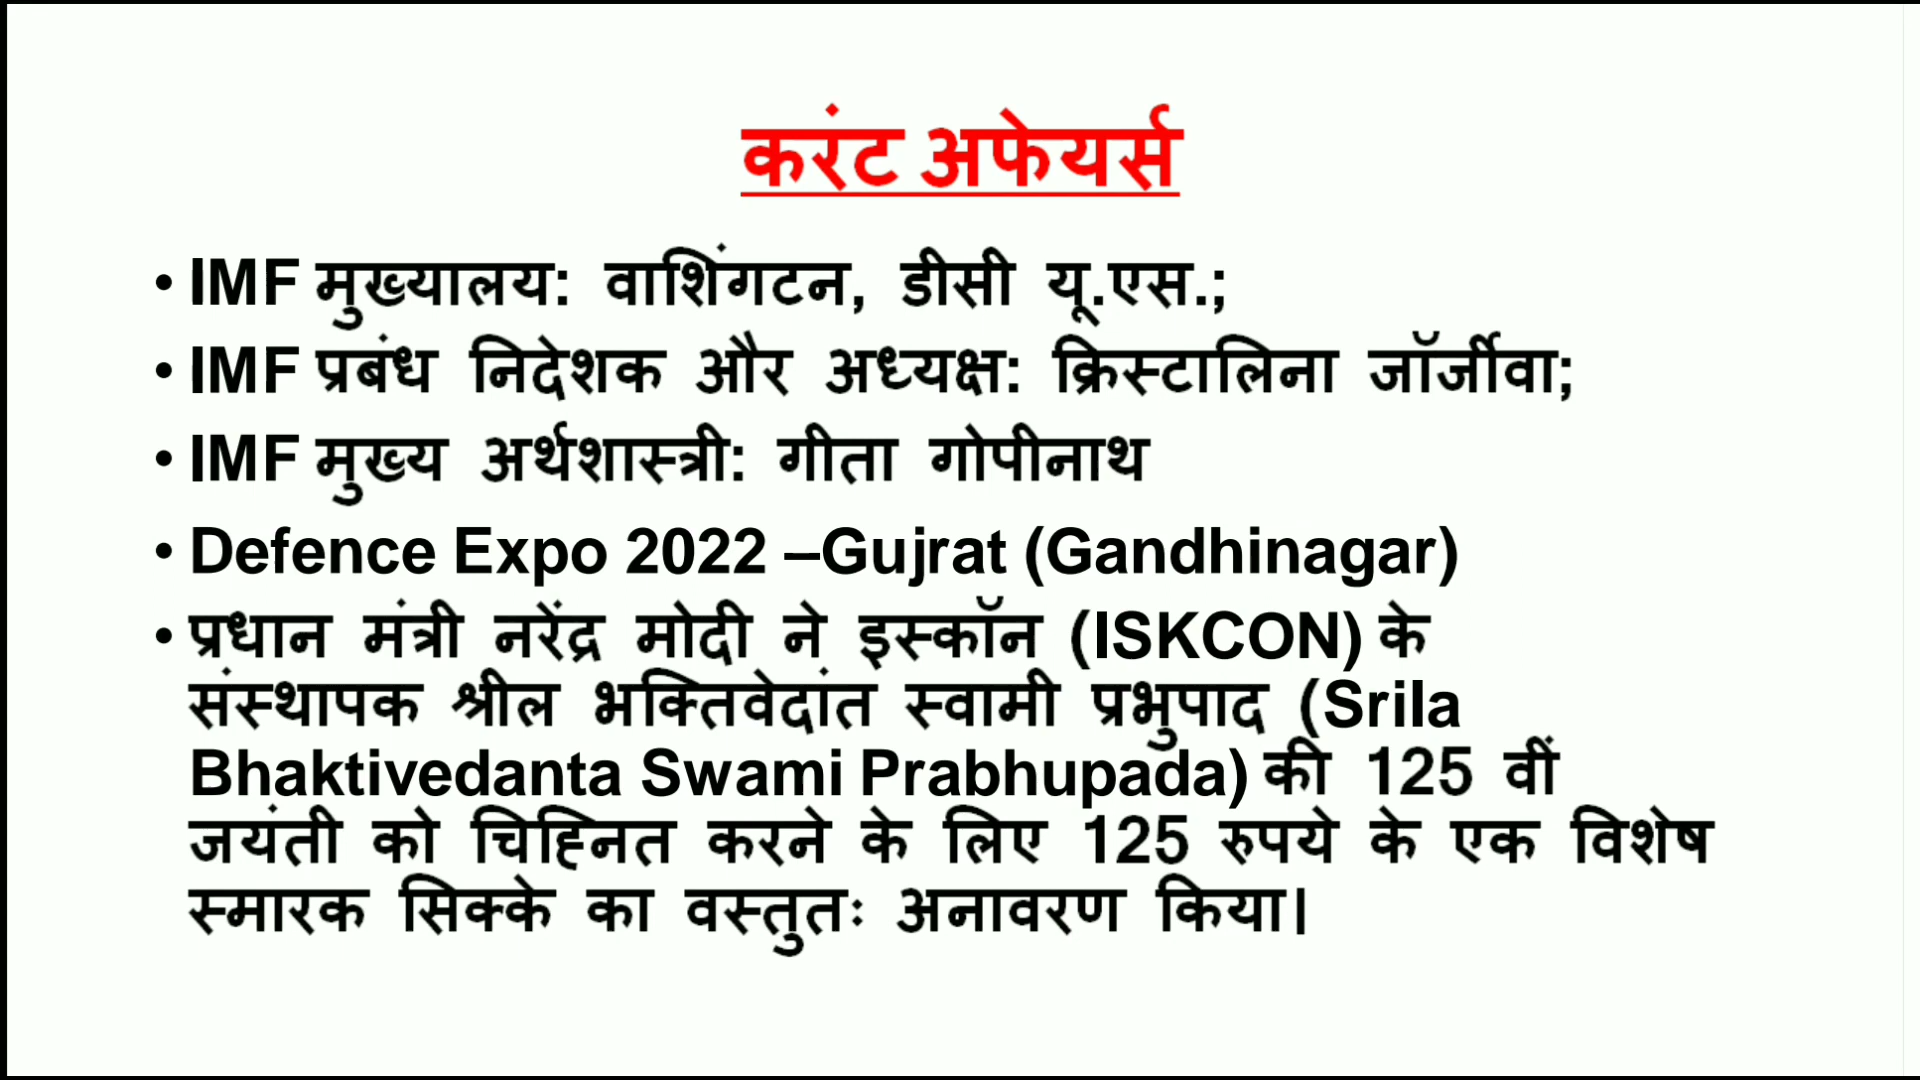 करंट अफेयर्स
• IMF मुख्यालय: वाशिंगटन, डीसी यू.एस.;
• IMF प्रबंध निदेशक और अध्यक्ष: क्रिस्टालिना जॉर्जीवा;
• IMF मुख्य अर्थशास्त्री: गीता गोपीनाथ
• Defence Expo 2022 –Gujrat (Gandhinagar)
• प्रधान मंत्री नरेंद्र मोदी ने इस्कॉन (ISKCON) के
संस्थापक श्रील भक्तिवेदांत स्वामी प्रभुपाद (Srila
Bhaktivedanta Swami Prabhupada) की 125 वीं
जयंती को चिह्नित करने के लिए 125 रुपये के एक विशेष
स्मारक सिक्के का वस्तुतः अनावरण किया।